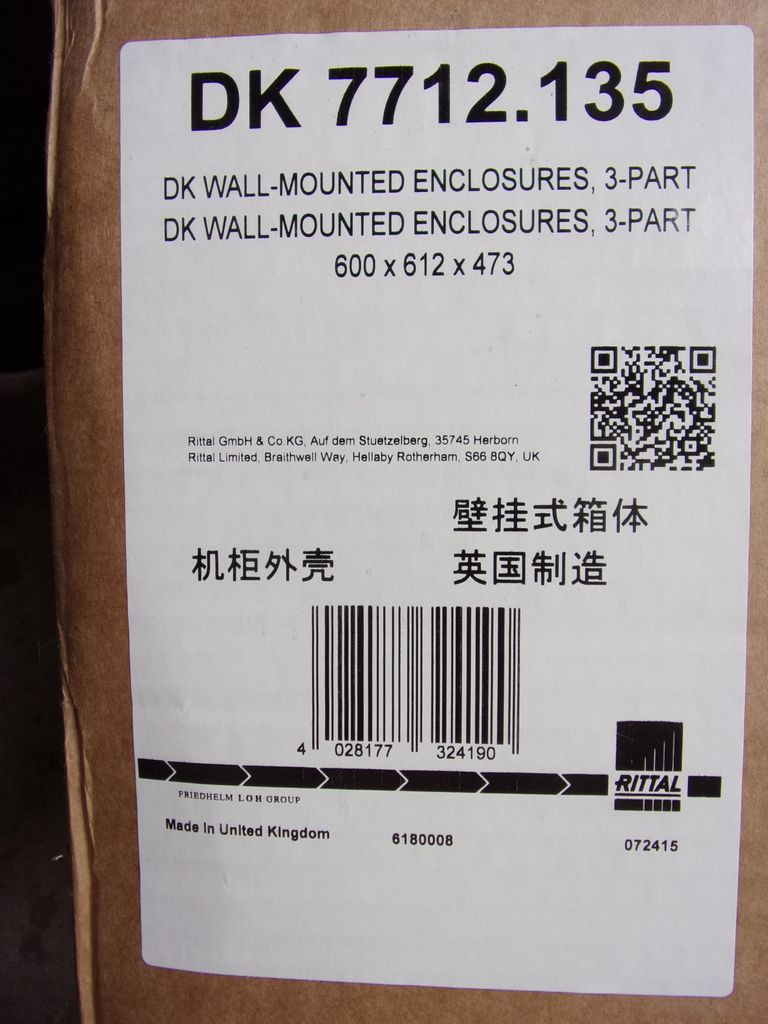 DK 7712.135
DK WALL-MOUNTED ENCLOSURES, 3-PART
DK WALL-MOUNTED ENCLOSURES, 3-PART
600 x 612 x 473
Rittal GmbH & Co.KG, Auf dem Stuetzelberg, 35745 Herborn
Rittal Limited, Braithwell Way, Hellaby Rotherham, S66 8QY, UK
壁挂式箱体
机柜外壳 英国制造
4 028177 324190
RITTAL
FRIEDHELM LOH GROUP
Made in United Kingdom 6180008 072415